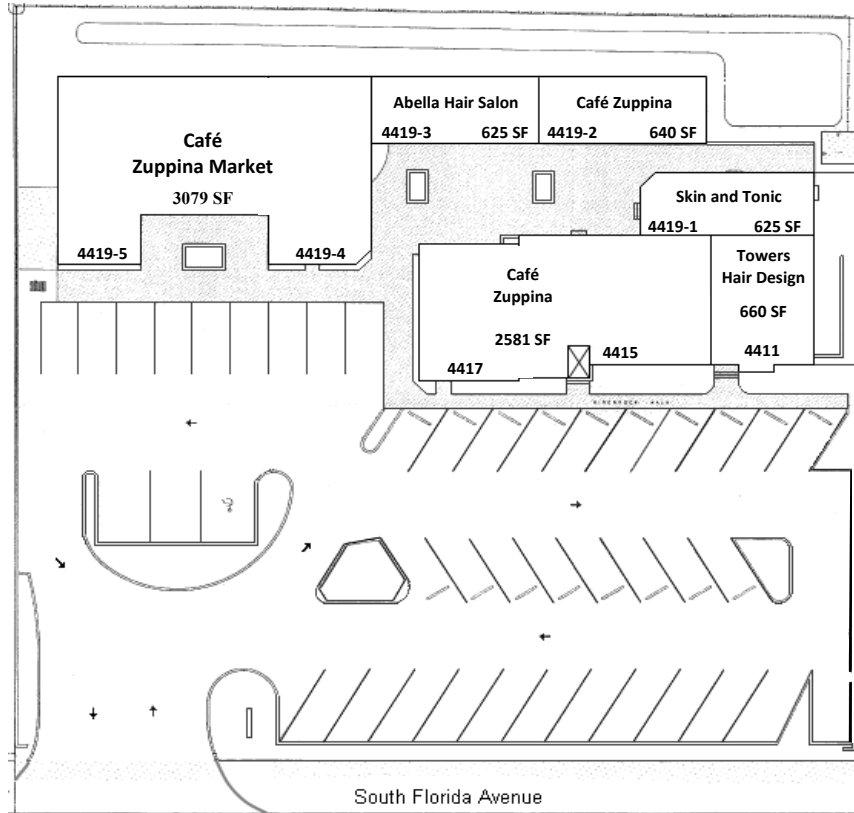 Abella Hair Salon
4419-3 625 SF
Café Zuppina
4419-2 640 SF
Café
Zuppina Market
3079 SF
4419-5
4419-4
Skin and Tonic
4419-1 625 SF
Café
Zuppina
2581 SF
4417
4415
Towers
Hair Design
660 SF
4411
South Florida Avenue